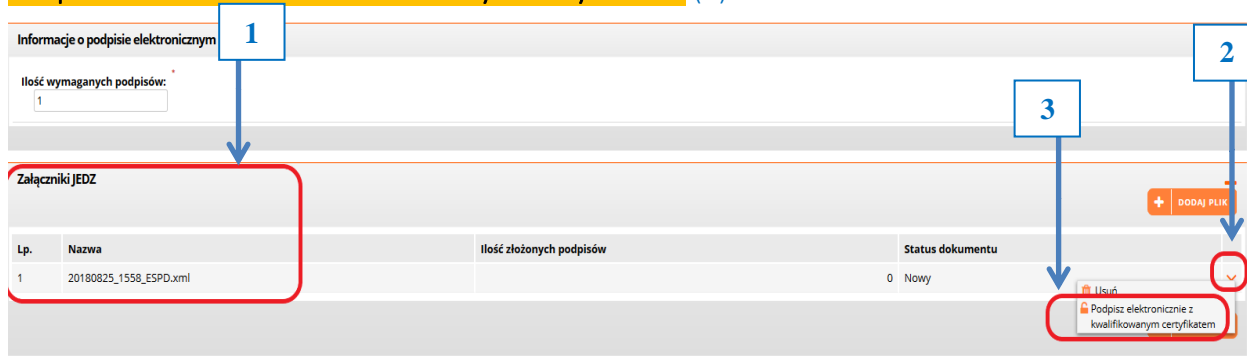 Informacje o podpisie elektronicznym
1
2
Ilość wymaganych podpisów: *
1
3
Załączniki JEDZ
+ DODAJ PLIK
Lp. Nazwa Ilość złożonych podpisów Status dokumentu
1 20180825_1558_ESPD.xml 0 Nowy
Usuń
Podpisz elektronicznie z
kwalifikowanym certyfikatem